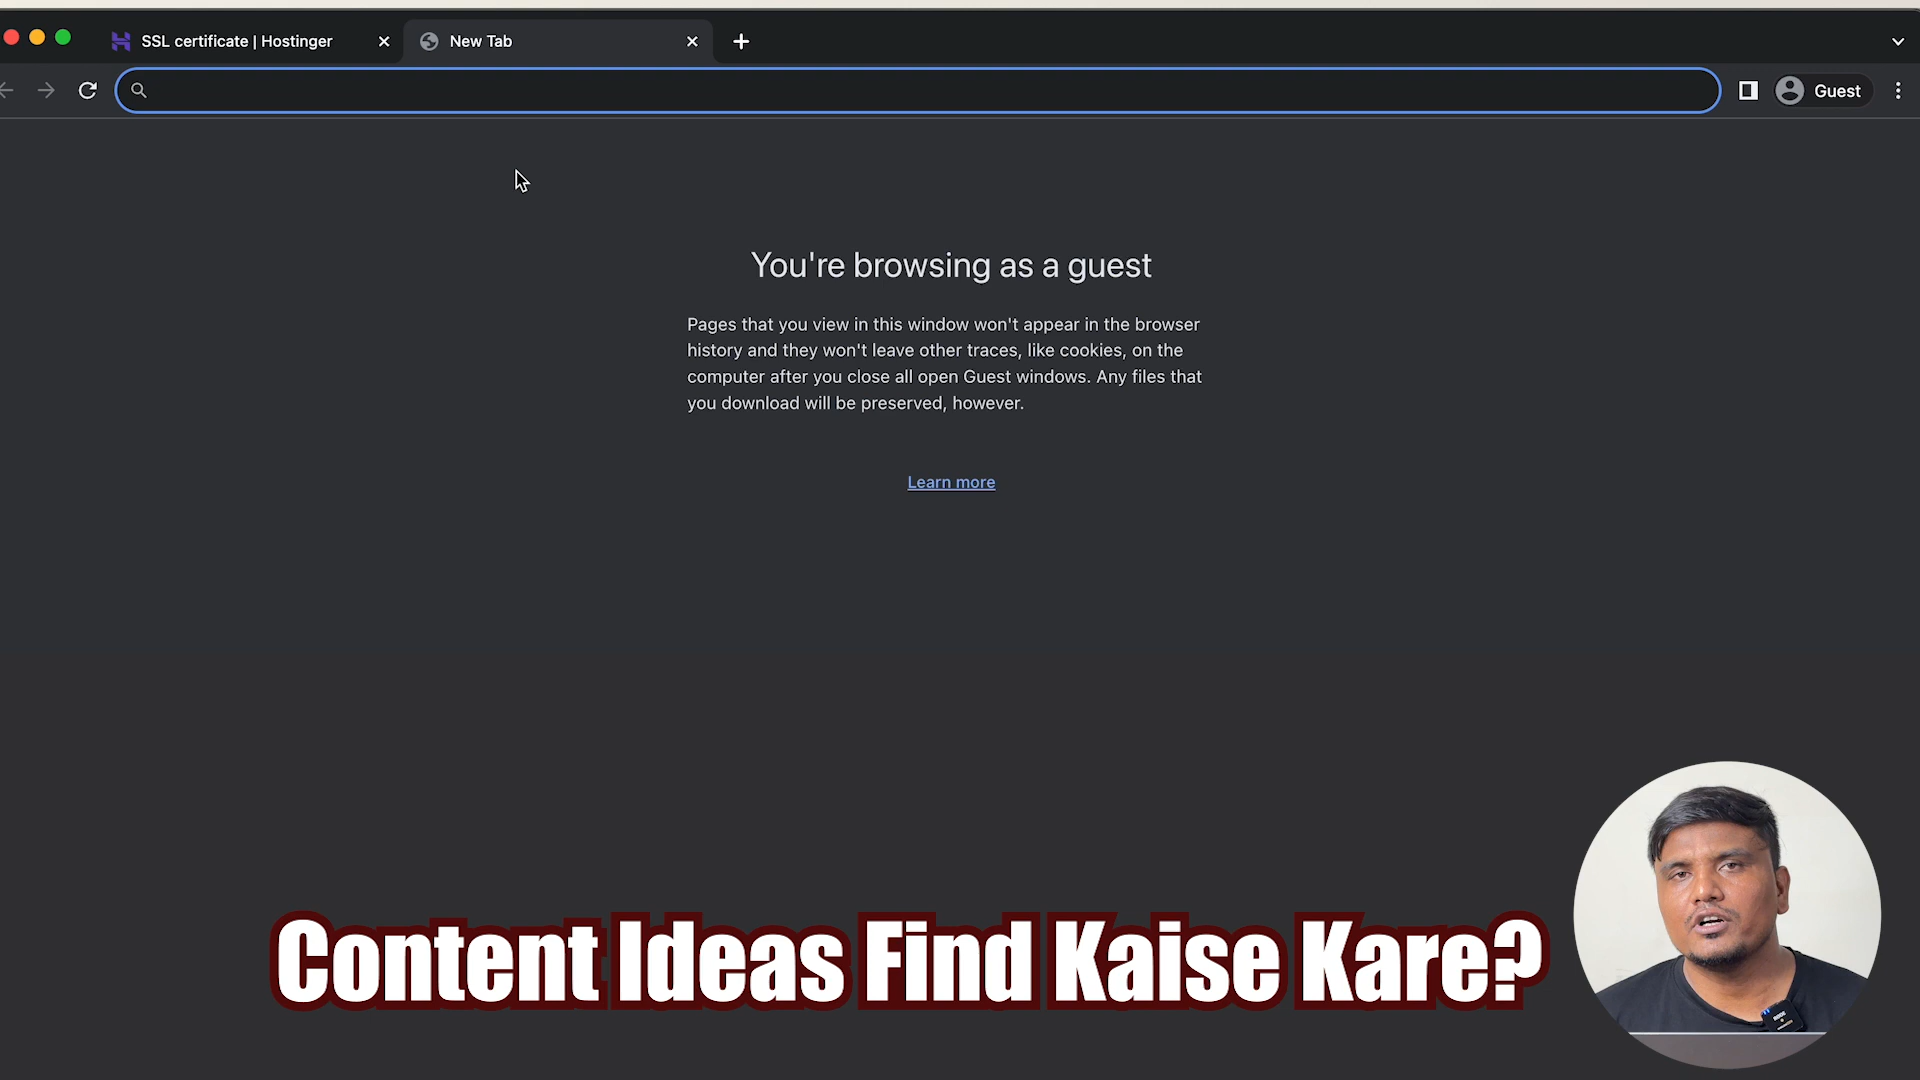 SSL certificate | Hostinger
New Tab
Guest
You're browsing as a guest
Pages that you view in this window won't appear in the browser
history and they won't leave other traces, like cookies, on the
computer after you close all open Guest windows. Any files that
you download will be preserved, however.
Learn more
Content Ideas Find Kaise Kare?